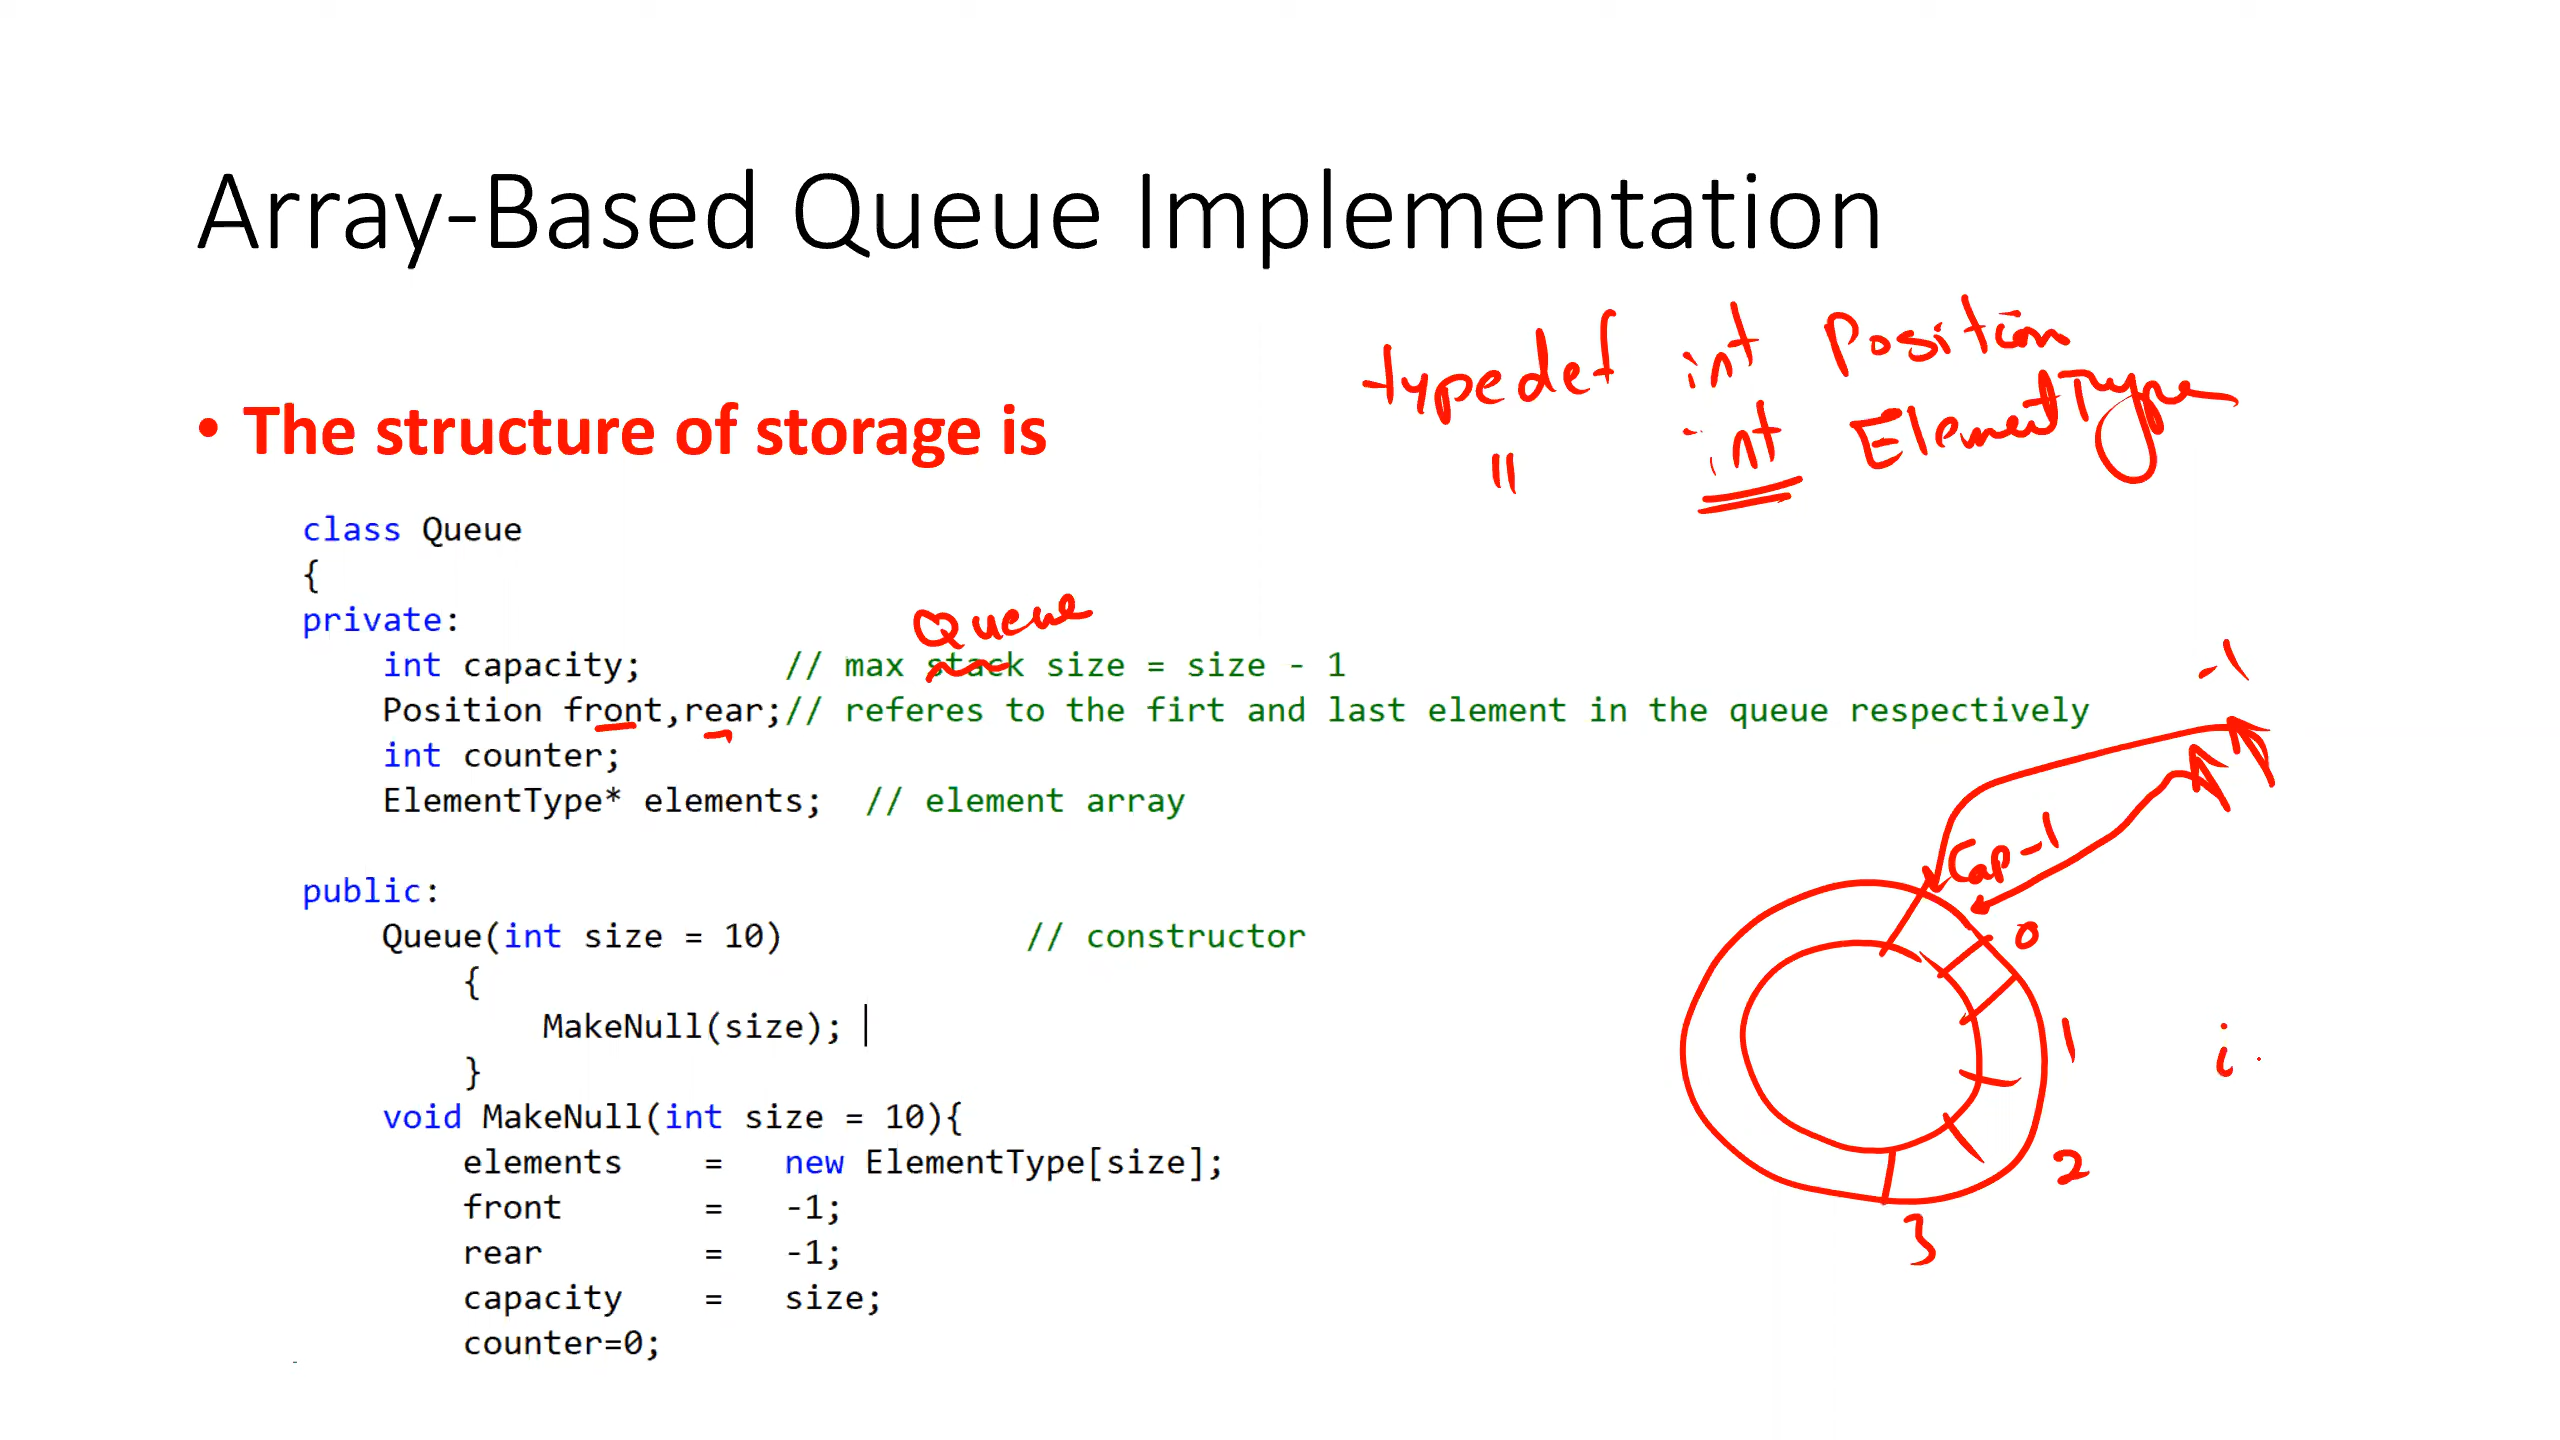 Array-Based Queue Implementation
typedef int Position
• The structure of storage is
" int ElementType
class Queue
{
private:
Queue
int capacity; // max stack size = size - 1
-1
Position front,rear;// referes to the firt and last element in the queue respectively
int counter;
ElementType* elements; // element array
Cap-1
public:
Queue(int size = 10) // constructor
0
{
MakeNull(size);
1
i
}
void MakeNull(int size = 10){
elements = new ElementType[size];
2
front = -1;
rear = -1;
3
capacity = size;
counter=0;